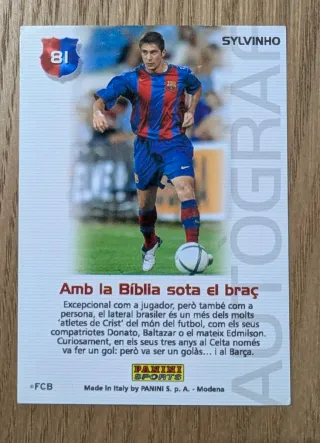 81
SYLVINHO
AUTÒGRAF
Amb la Bíblia sota el braç
Excepcional com a jugador, però també com a
persona, el lateral brasiler és un més dels molts
'atletes de Crist' del món del futbol, com els seus
compatriotes Donato, Baltazar o el mateix Edmilson.
Curiosament, en els seus tres anys al Celta només
va fer un gol: però va ser un golàs... i al Barça.
©FCB
PANINI
SPORTS
Made in Italy by PANINI S. p. A. - Modena